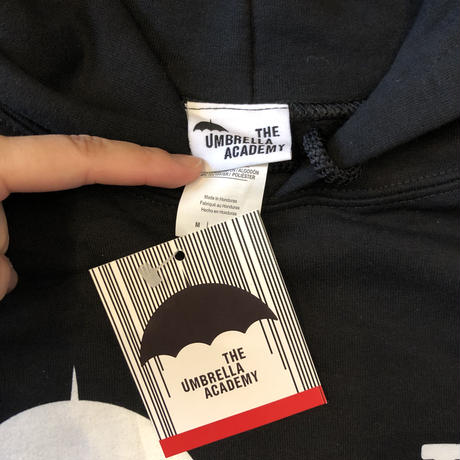 THE
UMBRELLA
ACADEMY
Made in Honduras
Fabriqué au Honduras
Hecho en Honduras
M
THE
UMBRELLA
ACADEMY